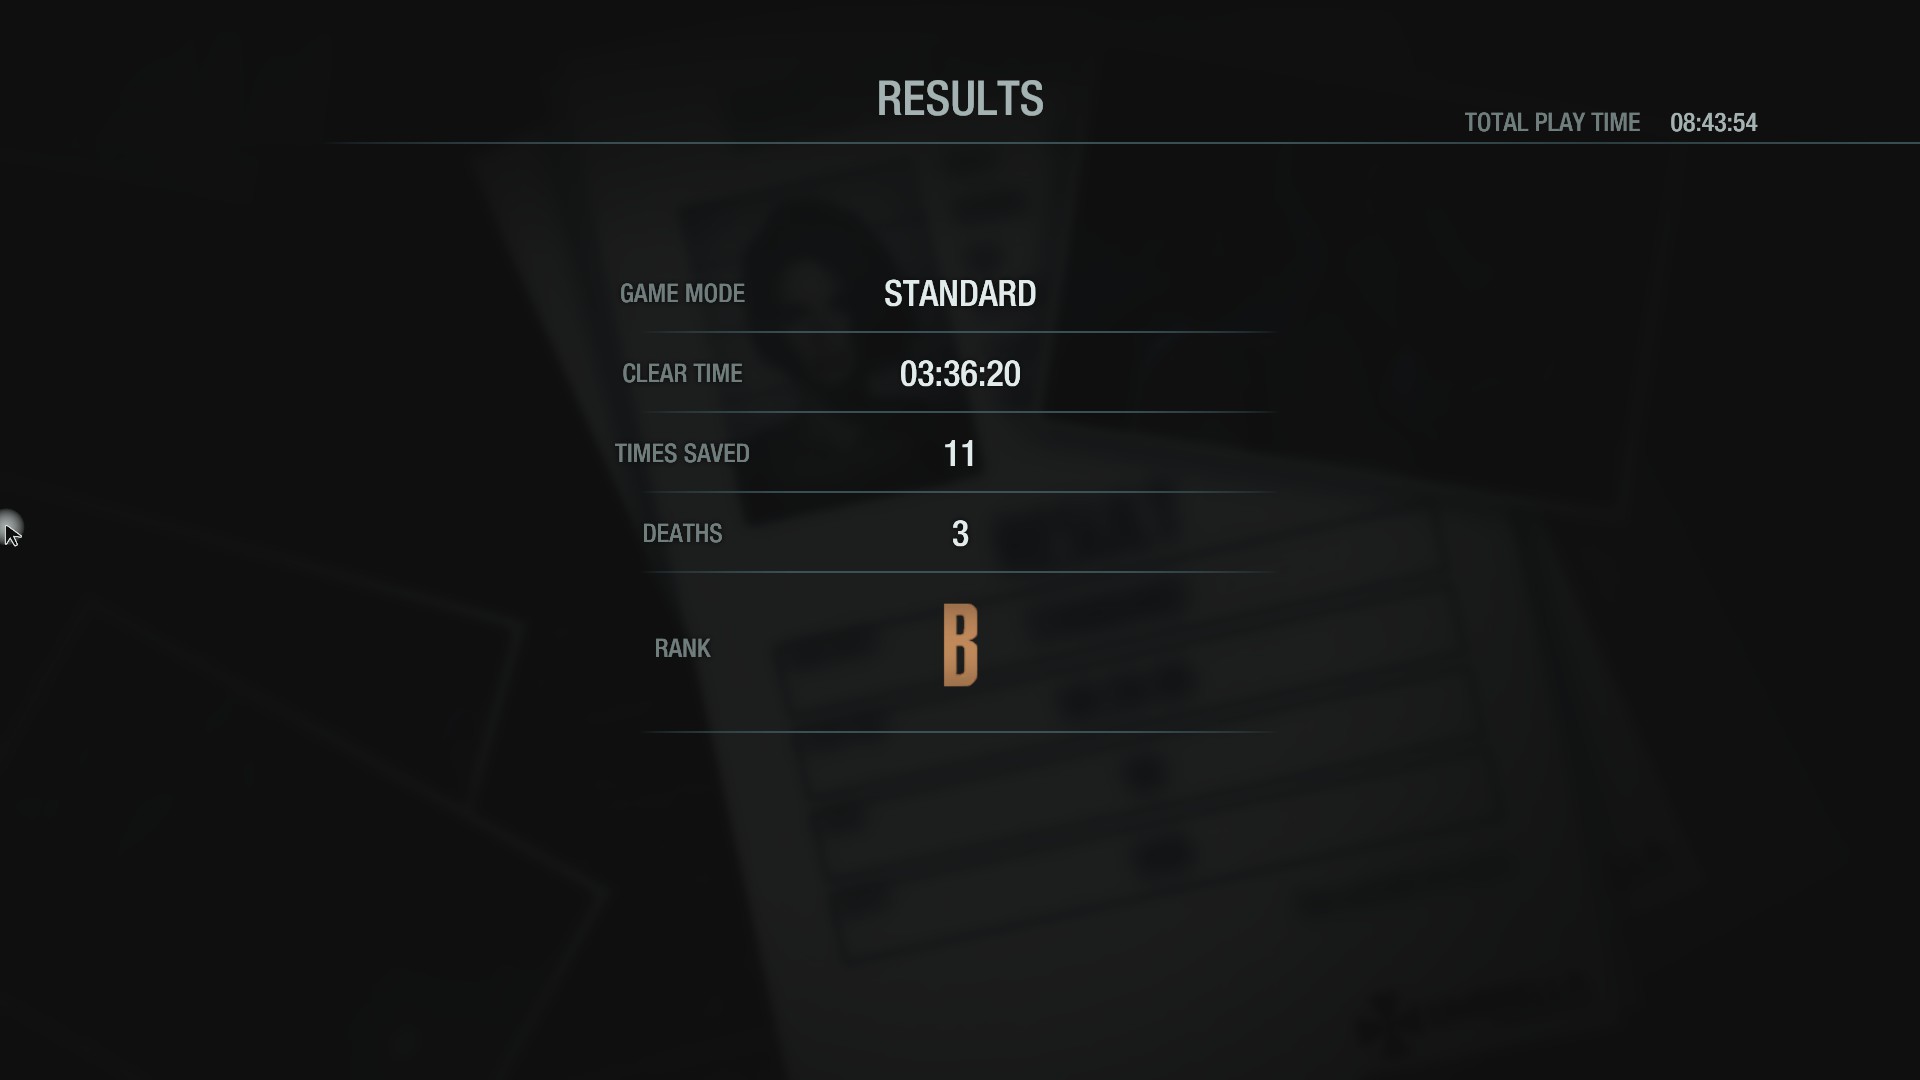 RESULTS
TOTAL PLAY TIME 08:43:54
GAME MODE STANDARD
CLEAR TIME 03:36:20
TIMES SAVED 11
DEATHS 3
RANK B